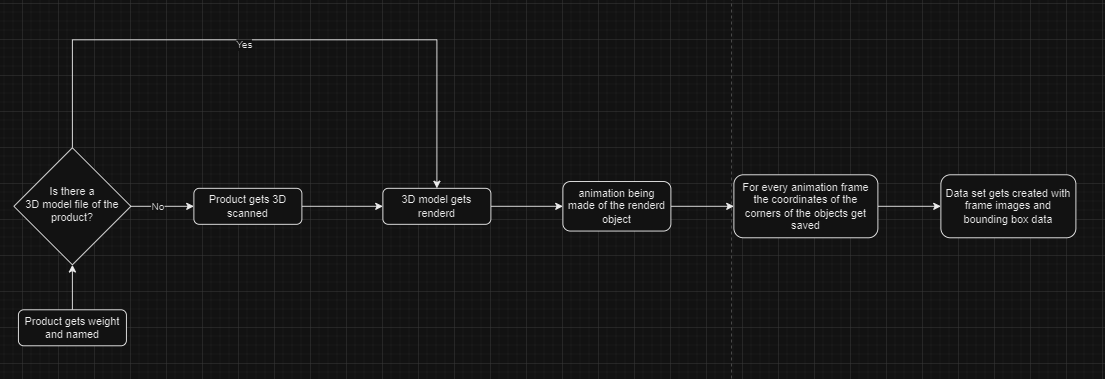 Yes
Is there a
3D model file of the
product?
No
Product gets 3D
scanned
3D model gets
renderd
animation being
made of the renderd
object
For every animation frame
the coordinates of the
corners of the objects get
saved
Data set gets created with
frame images and
bounding box data
Product gets weight
and named